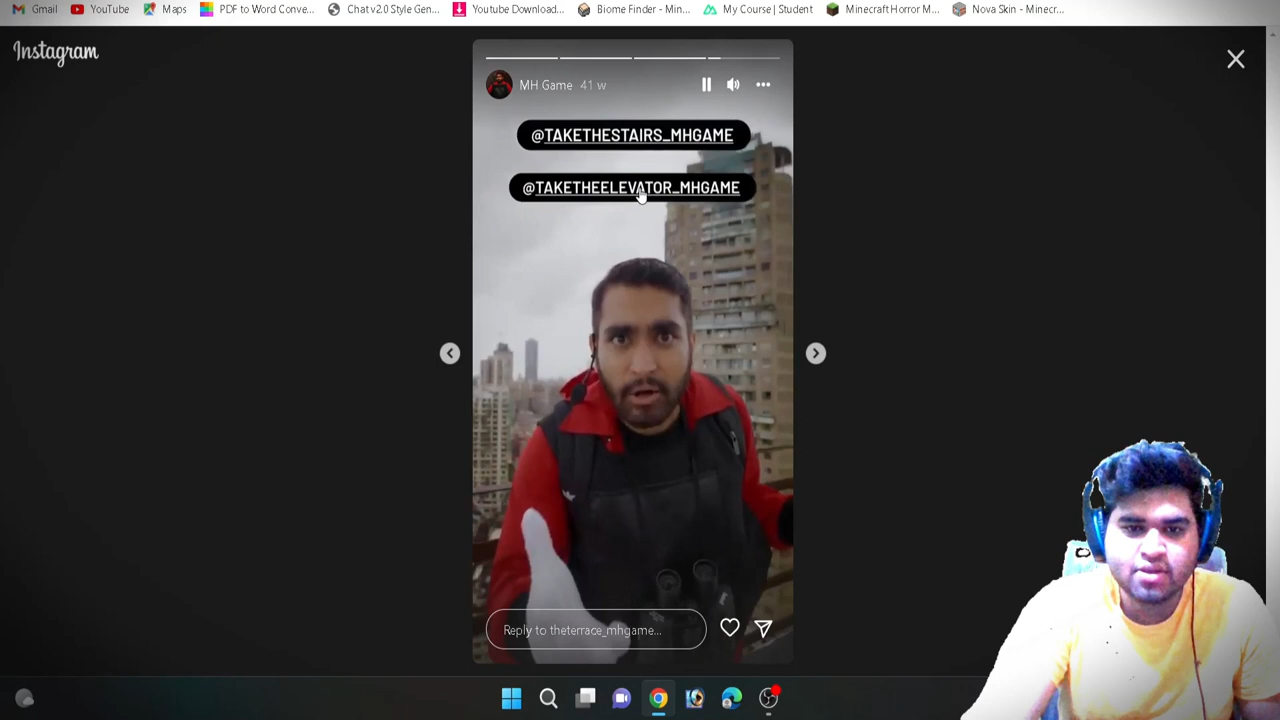 Gmail
YouTube
Maps
PDF to Word Conve...
Chat v2.0 Style Gen...
Youtube Download...
Biome Finder - Min...
My Course | Student
Minecraft Horror M...
Nova Skin - Minecr...
Instagram
MH Game 41 w
@TAKETHESTAIRS_MHGAME
@TAKETHEELEVATOR_MHGAME
Reply to theterrace_mhgame...